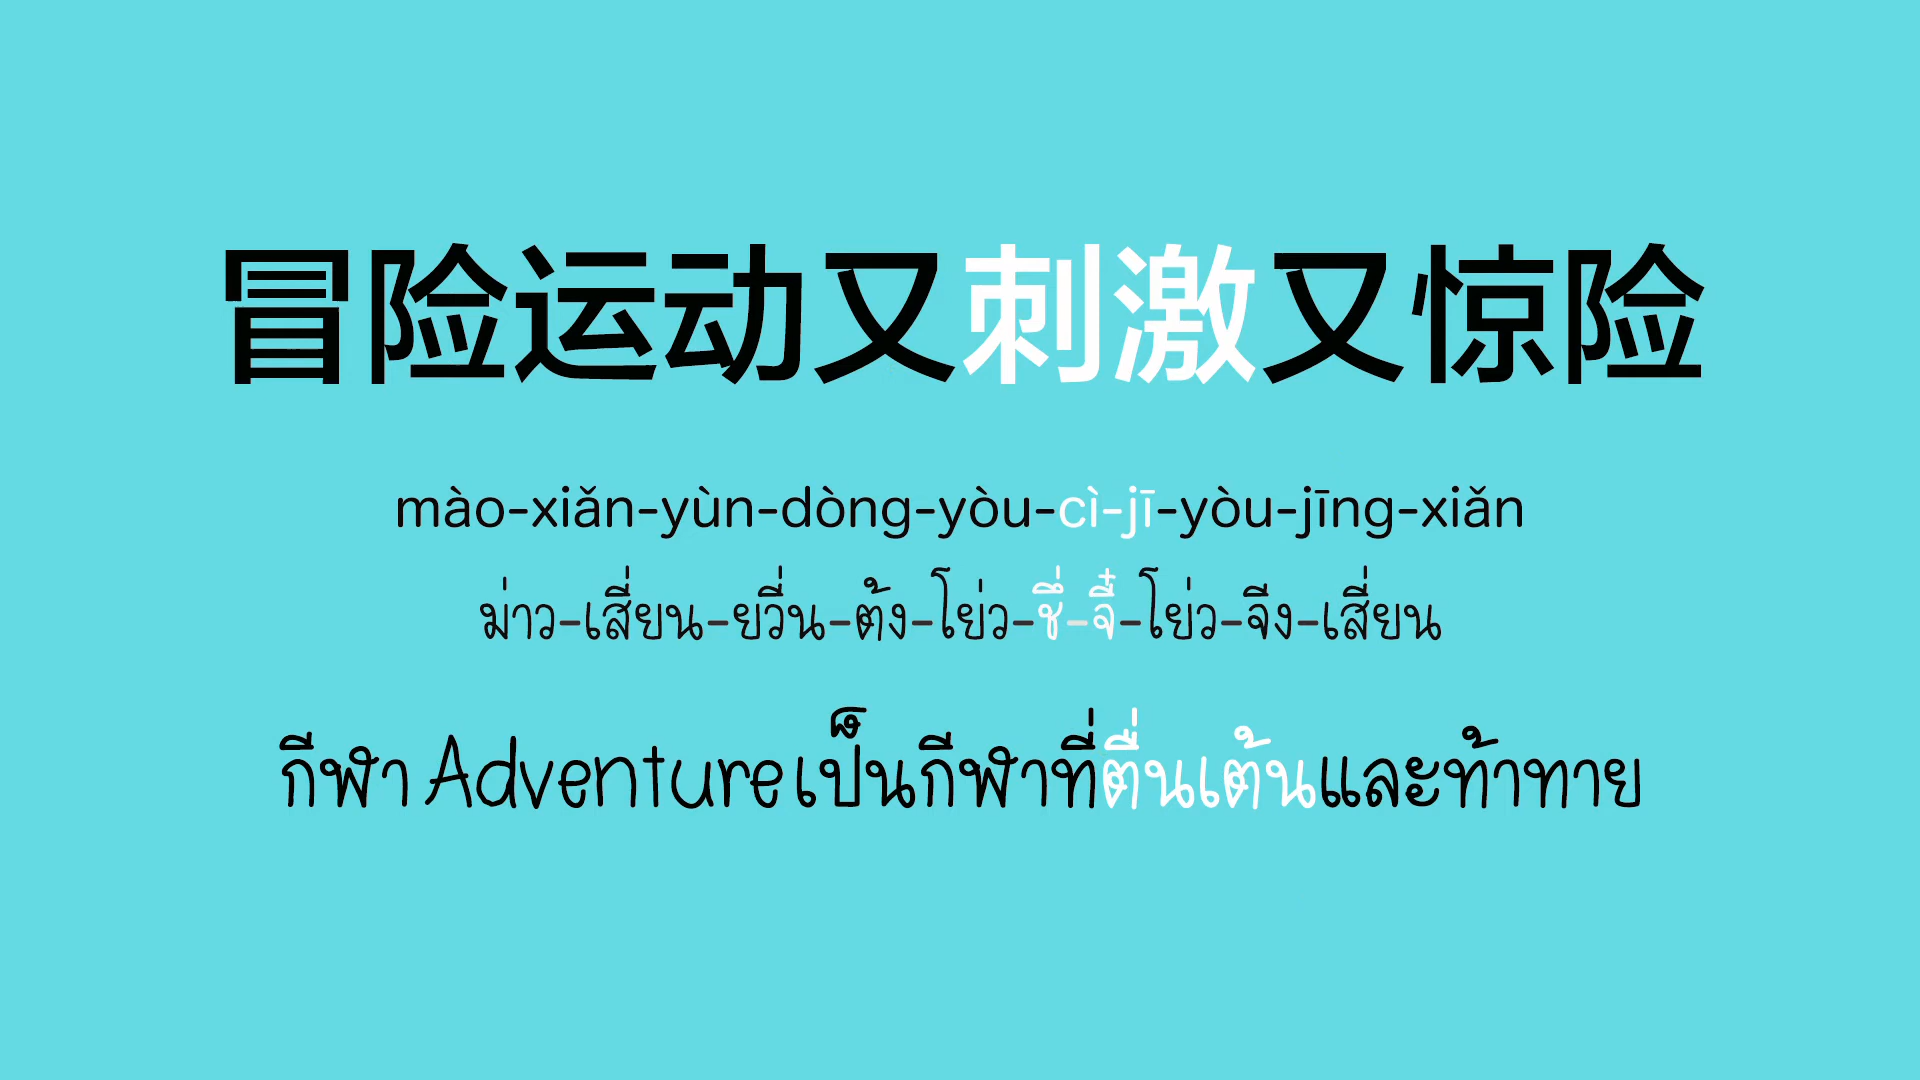 冒险运动又刺激又惊险
mào-xiǎn-yùn-dòng-yòu-cì-jī-yòu-jīng-xiǎn
ม่าว-เสี่ยน-ยวิ่น-ต้ง-โย่ว-ชึ่-จี๋-โย่ว-จีง-เสี่ยน
กีฬา Adventure เป็นกีฬาที่ตื่นเต้นและท้าทาย